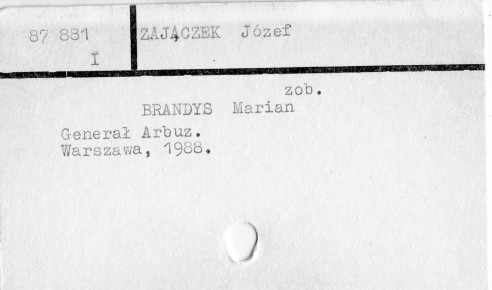 87 881 ZAJĄCZEK Józef
I
zob.
BRANDYS Marian
Generał Arbuz.
Warszawa, 1988.